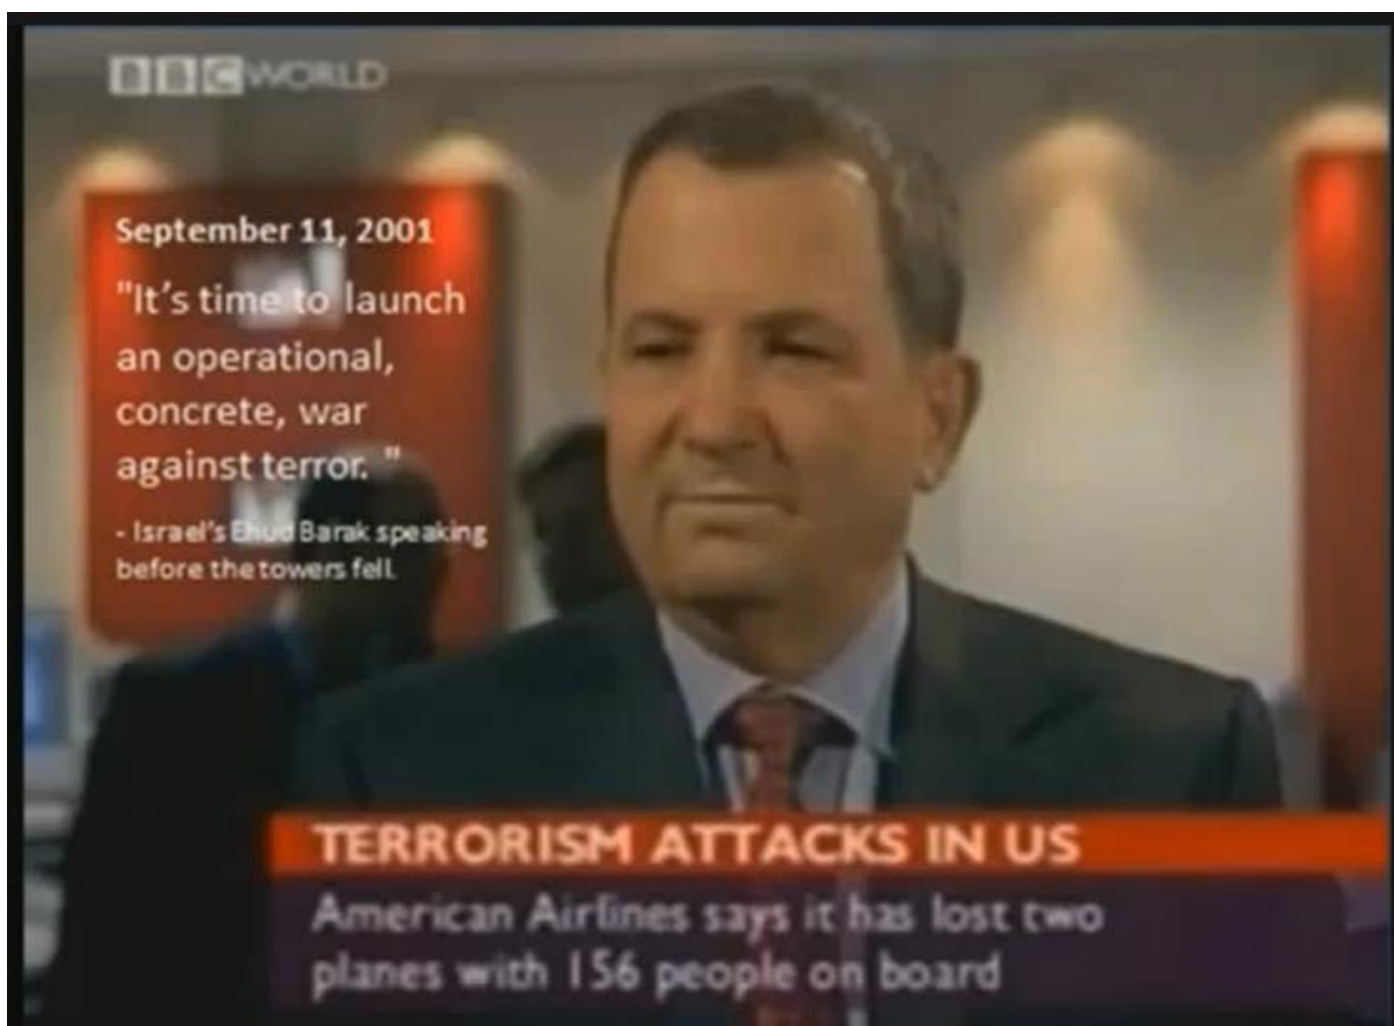 BBC WORLD
September 11, 2001
"It's time to launch
an operational,
concrete, war
against terror. "
- Israel's Ehud Barak speaking
before the towers fell.
TERRORISM ATTACKS IN US
American Airlines says it has lost two
planes with 156 people on board